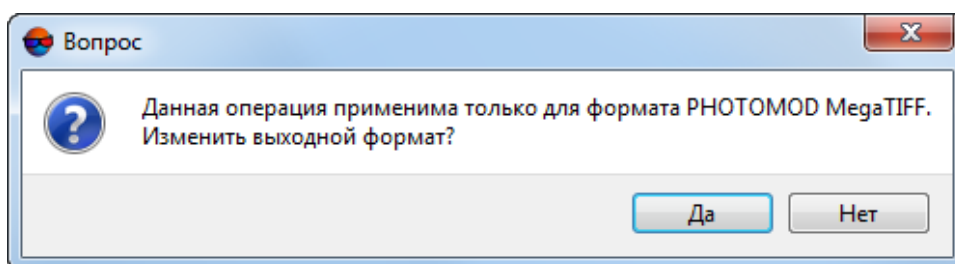 Вопрос
Данная операция применима только для формата PHOTOMOD MegaTIFF.
Изменить выходной формат?
Да
Нет